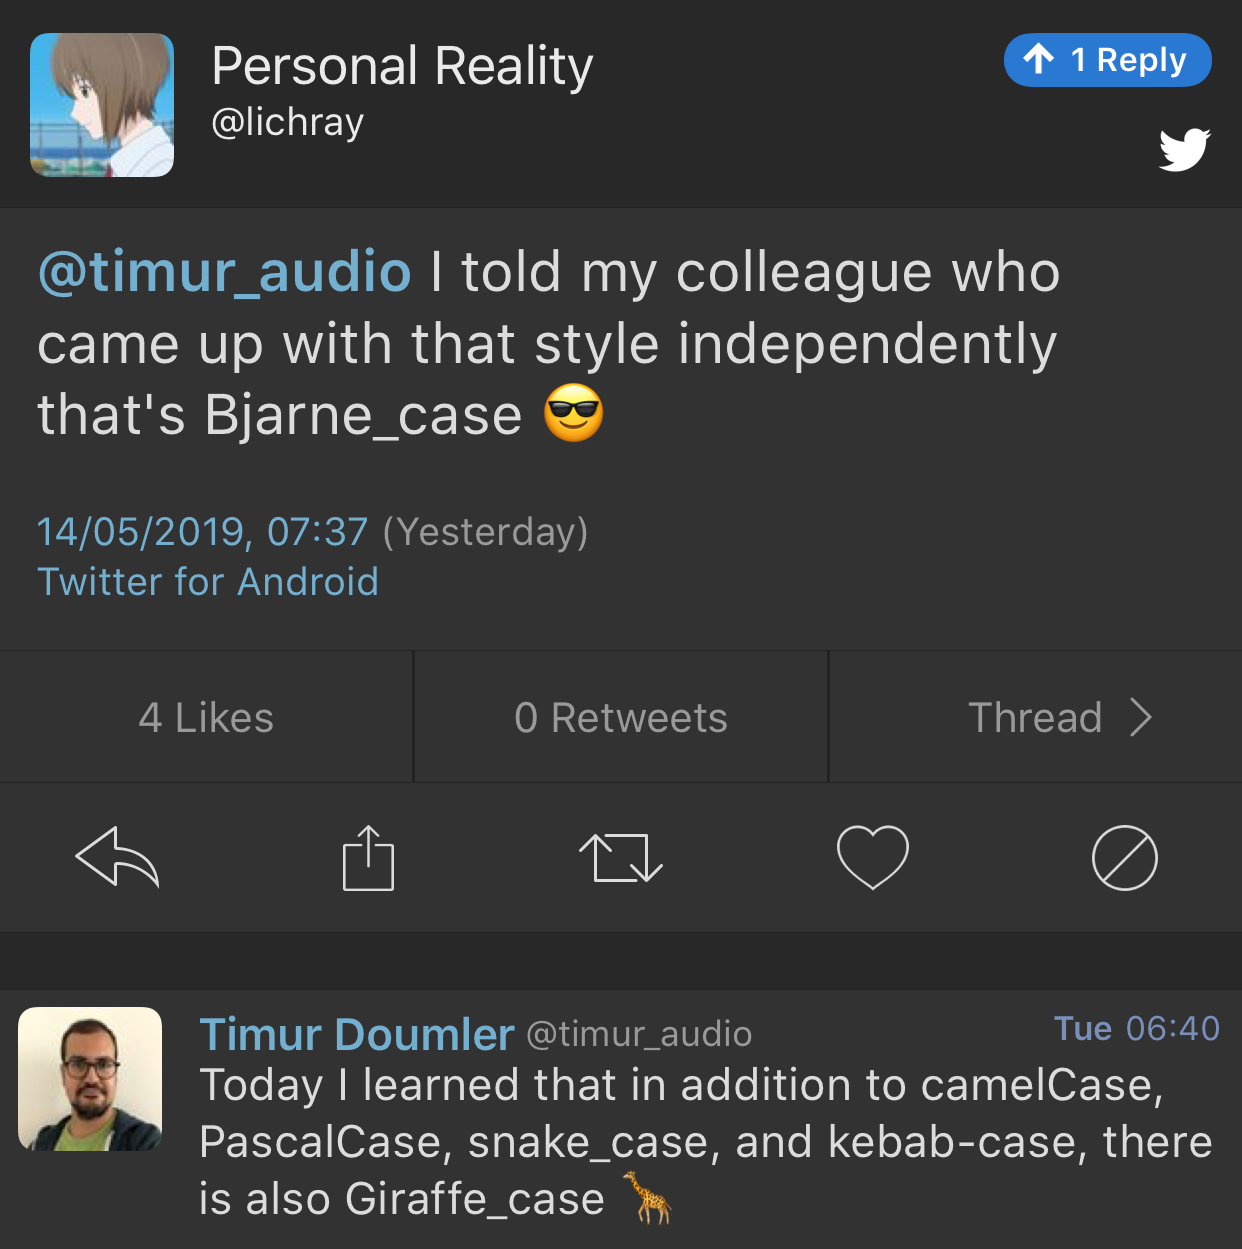 Personal Reality
1 Reply
@lichray
@timur_audio I told my colleague who
came up with that style independently
that's Bjarne_case 😎
14/05/2019, 07:37 (Yesterday)
Twitter for Android
4 Likes
0 Retweets
Thread
Timur Doumler @timur_audio
Tue 06:40
Today I learned that in addition to camelCase,
PascalCase, snake_case, and kebab-case, there
is also Giraffe_case 🦒